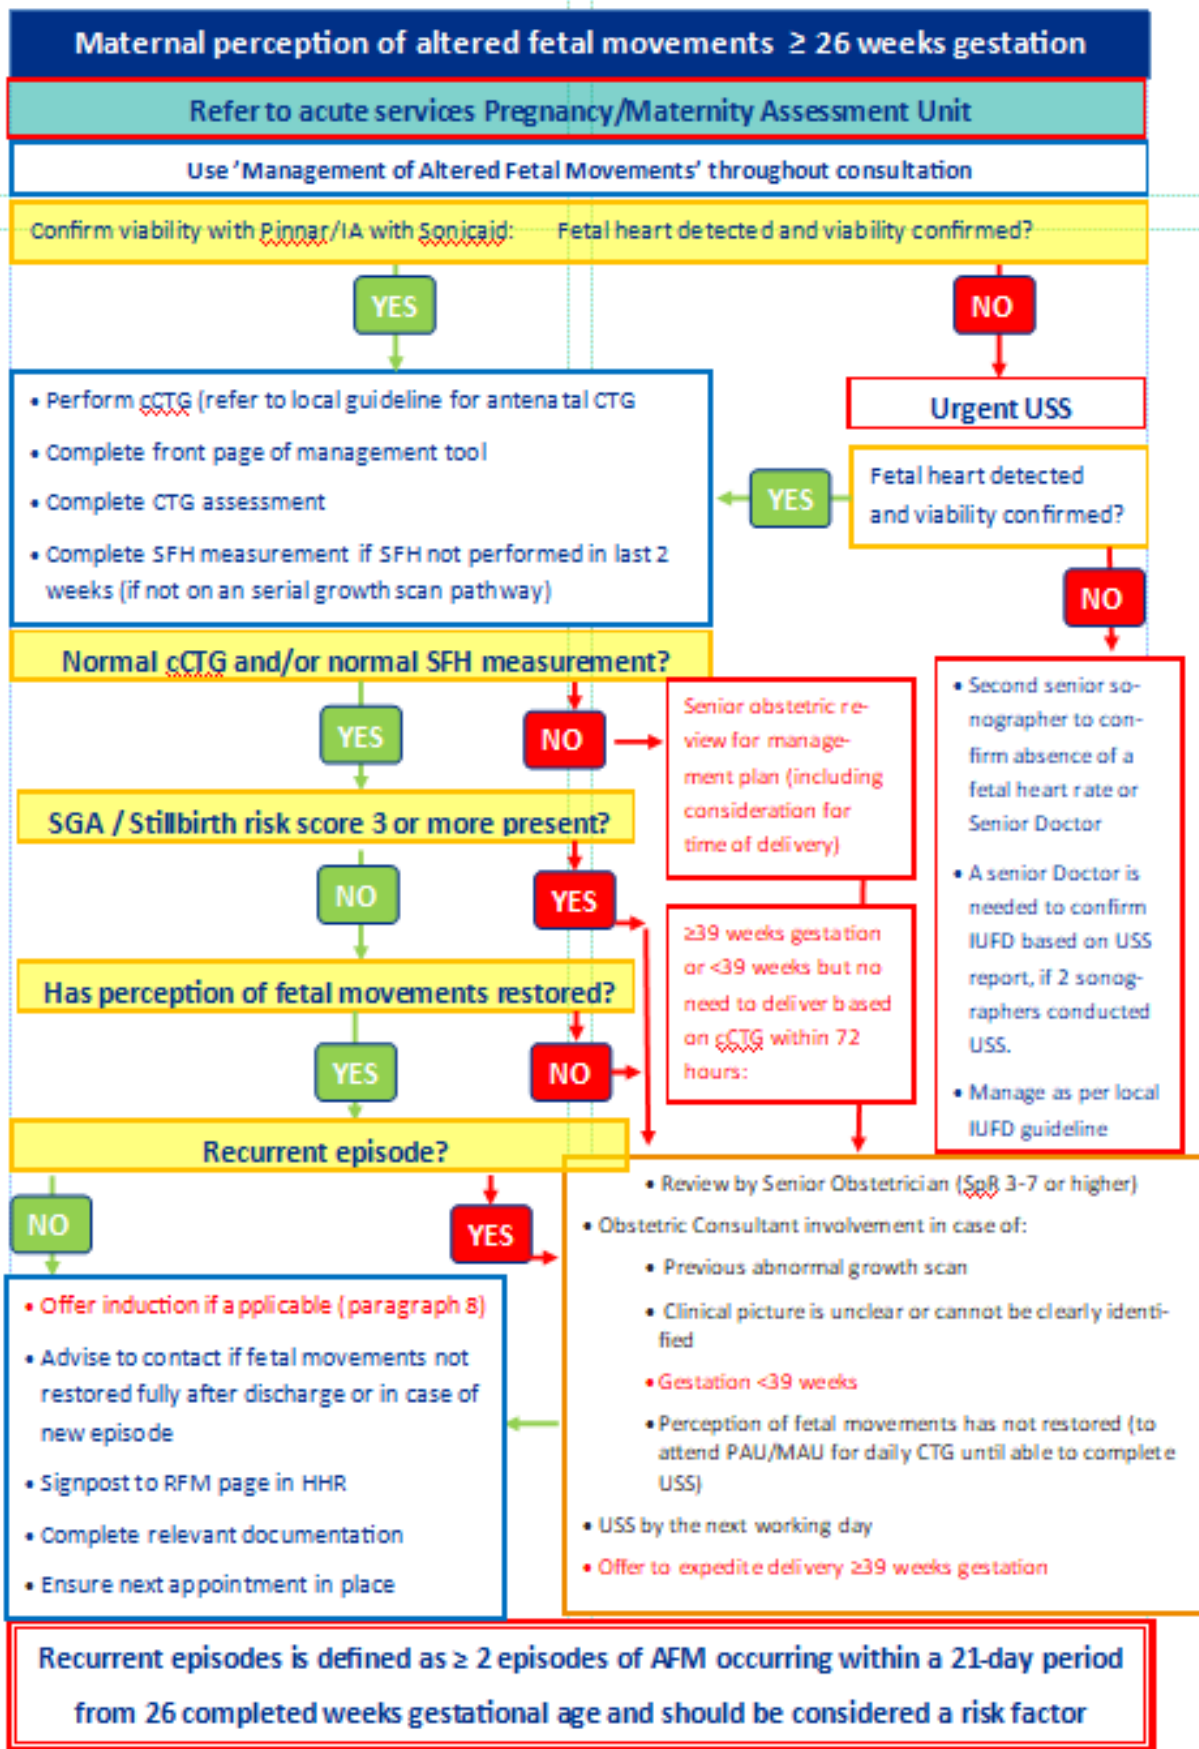 Maternal perception of altered fetal movements ≥ 26 weeks gestation
Refer to acute services Pregnancy/Maternity Assessment Unit
Use ‘Management of Altered Fetal Movements’ throughout consultation
Confirm viability with Pinnar/IA with Sonicaid: Fetal heart detected and viability confirmed?
YES
NO
• Perform cCTG (refer to local guideline for antenatal CTG
• Complete front page of management tool
• Complete CTG assessment
• Complete SFH measurement if SFH not performed in last 2
weeks (if not on an serial growth scan pathway)
Urgent USS
Fetal heart detected
and viability confirmed?
YES
NO
• Second senior so-
nographer to con-
firm absence of a
fetal heart rate or
Senior Doctor
• A senior Doctor is
needed to confirm
IUFD based on USS
report, if 2 sonog-
raphers conducted
USS.
• Manage as per local
IUFD guideline
Normal cCTG and/or normal SFH measurement?
YES
NO
Senior obstetric re-
view for manage-
ment plan (including
consideration for
time of delivery)
≥39 weeks gestation
or <39 weeks but no
need to deliver based
on cCTG within 72
hours:
SGA / Stillbirth risk score 3 or more present?
NO
YES
Has perception of fetal movements restored?
YES
NO
Recurrent episode?
NO
YES
• Review by Senior Obstetrician (SpR 3-7 or higher)
• Obstetric Consultant involvement in case of:
• Previous abnormal growth scan
• Clinical picture is unclear or cannot be clearly identi-
fied
• Gestation <39 weeks
• Perception of fetal movements has not restored (to
attend PAU/MAU for daily CTG until able to complete
USS)
• USS by the next working day
• Offer to expedite delivery ≥39 weeks gestation
• Offer induction if applicable (paragraph 8)
• Advise to contact if fetal movements not
restored fully after discharge or in case of
new episode
• Signpost to RFM page in HHR
• Complete relevant documentation
• Ensure next appointment in place
Recurrent episodes is defined as ≥ 2 episodes of AFM occurring within a 21-day period
from 26 completed weeks gestational age and should be considered a risk factor